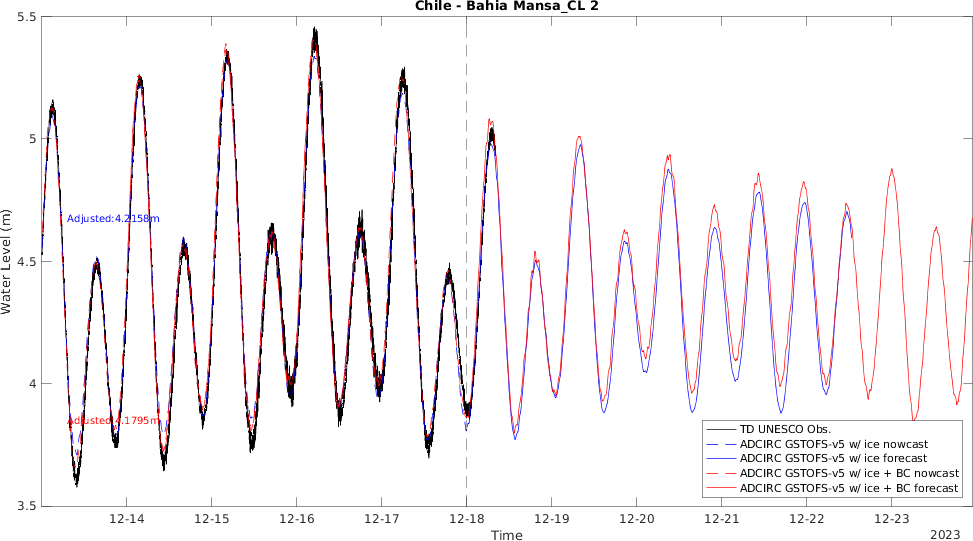 Chile - Bahia Mansa_CL 2
5.5
5
4.5
4
3.5
Water Level (m)
Adjusted:4.2158m
Adjusted:4.1795m
TD UNESCO Obs.
ADCIRC GSTOFS-v5 w/ ice nowcast
ADCIRC GSTOFS-v5 w/ ice forecast
ADCIRC GSTOFS-v5 w/ ice + BC nowcast
ADCIRC GSTOFS-v5 w/ ice + BC forecast
12-14 12-15 12-16 12-17 12-18 12-19 12-20 12-21 12-22 12-23
Time
2023